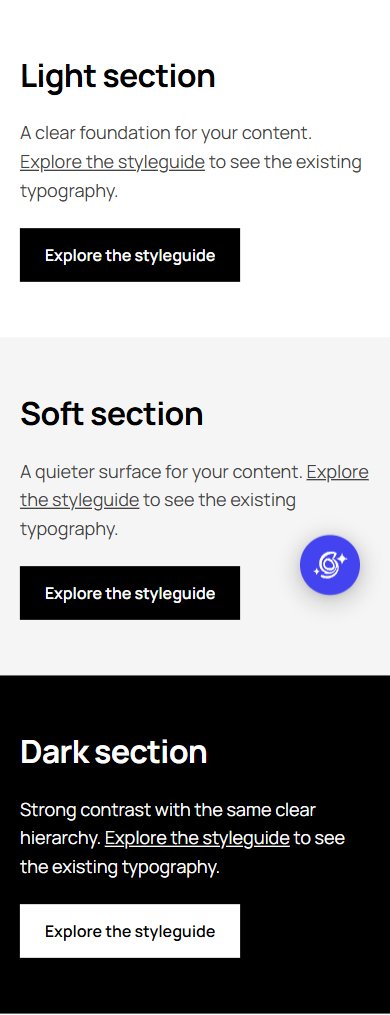 Light section
A clear foundation for your content.
Explore the styleguide to see the existing
typography.
Explore the styleguide
Soft section
A quieter surface for your content. Explore
the styleguide to see the existing
typography.
Explore the styleguide
Dark section
Strong contrast with the same clear
hierarchy. Explore the styleguide to see
the existing typography.
Explore the styleguide